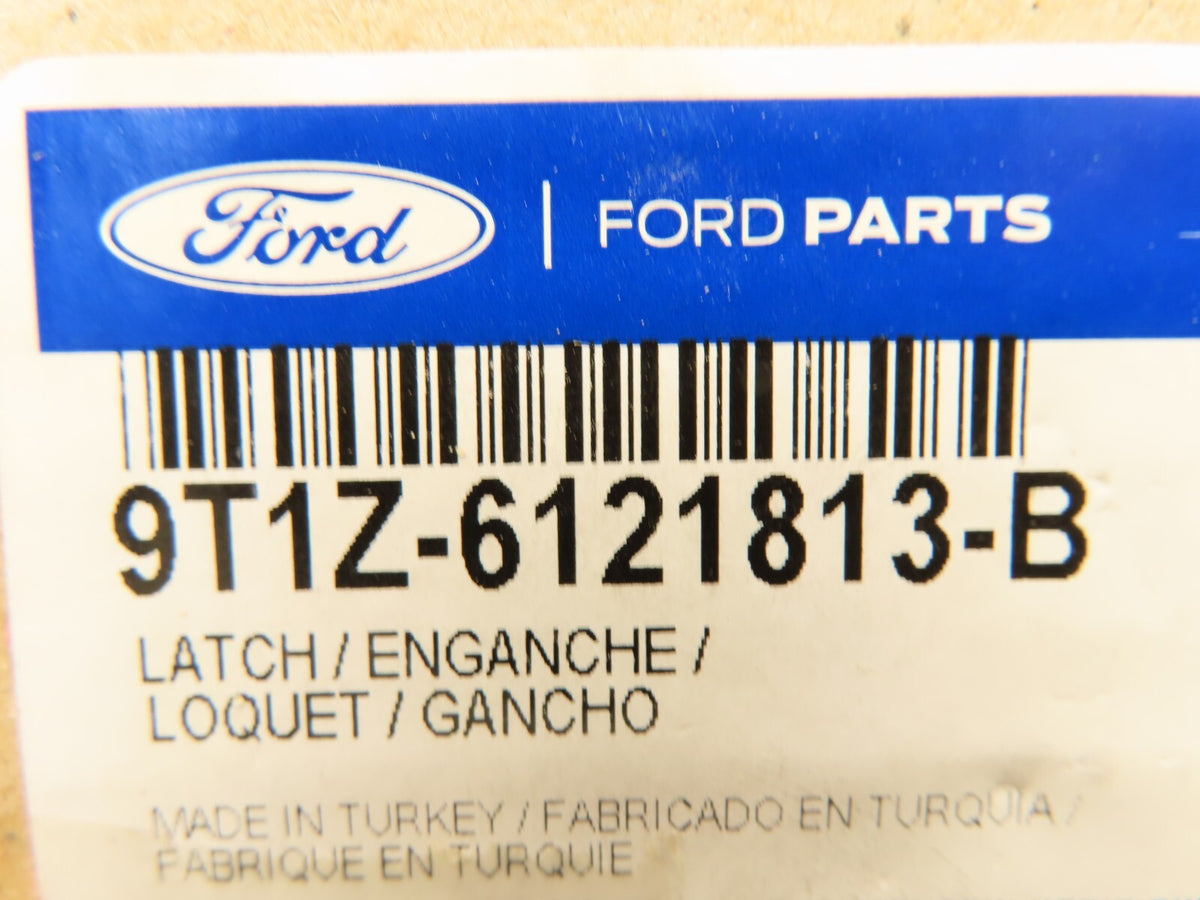 Ford | FORD PARTS
9T1Z-6121813-B
LATCH / ENGANCHE /
LOQUET / GANCHO
MADE IN TURKEY / FABRICADO EN TURQUIA /
FABRIQUE EN TURQUIE